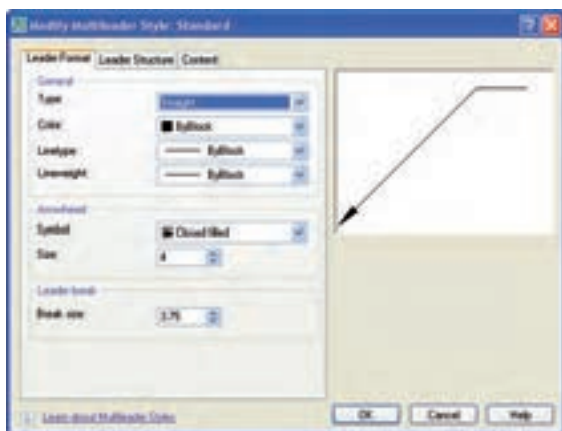 Modify Multileader Style: Standard
Leader Format Leader Structure Content
General
Type: Straight
Color: ByBlock
Linetype: ByBlock
Lineweight: ByBlock
Arrowhead
Symbol: Closed filled
Size: 4
Leader break
Break size: 3.75
Learn about Multileader Styles
OK Cancel Help